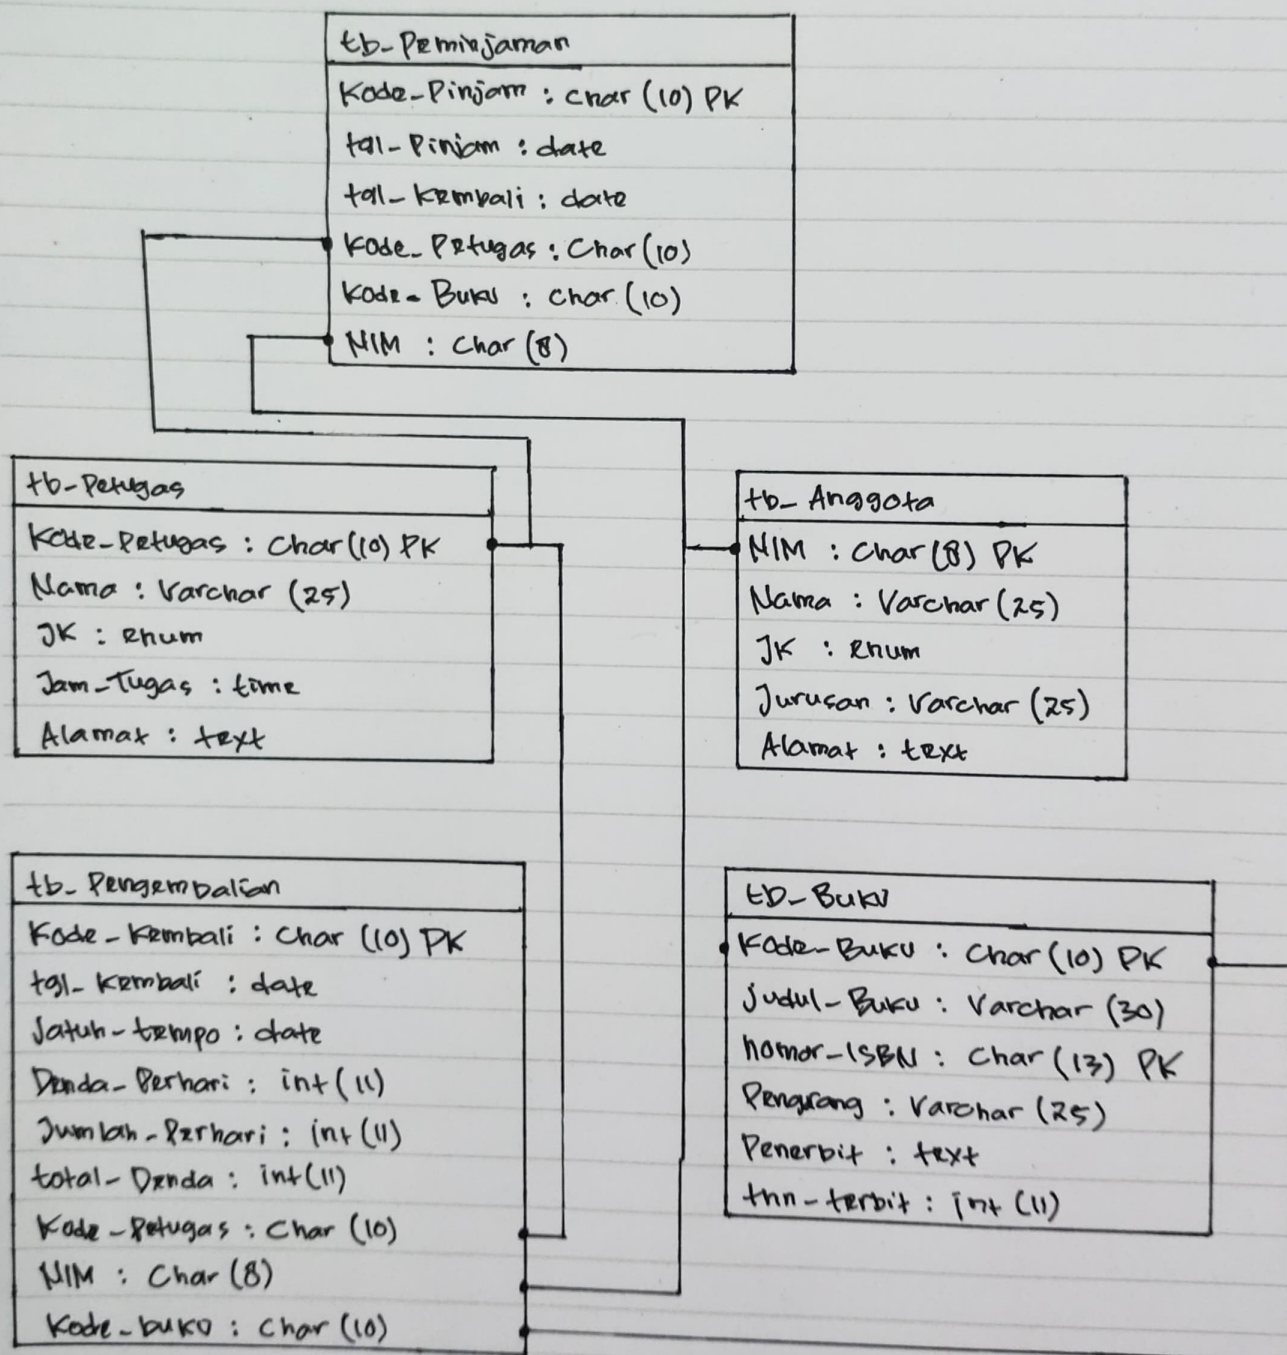 tb_Peminjaman
Kode_Pinjam : char (10) PK
tgl_Pinjam : date
tgl_Kembali : date
Kode_Petugas : Char (10)
Kode_Buku : char (10)
NIM : Char (8)
tb_Petugas
Kode_Petugas : Char (10) PK
Nama : Varchar (25)
JK : enum
Jam_Tugas : time
Alamat : text
tb_Anggota
NIM : Char (8) PK
Nama : Varchar (25)
JK : enum
Jurusan : Varchar (25)
Alamat : text
tb_Pengembalian
Kode_Kembali : Char (10) PK
tgl_Kembali : date
Jatuh_tempo : date
Denda_Perhari : int (11)
Jumlah_Perhari : int (11)
total_Denda : int (11)
Kode_Petugas : Char (10)
NIM : Char (8)
Kode_buku : Char (10)
tb_Buku
Kode_Buku : Char (10) PK
judul_Buku : Varchar (30)
nomor_ISBN : Char (13) PK
Pengrang : Varchar (25)
Penerbit : text
thn_terbit : int (11)